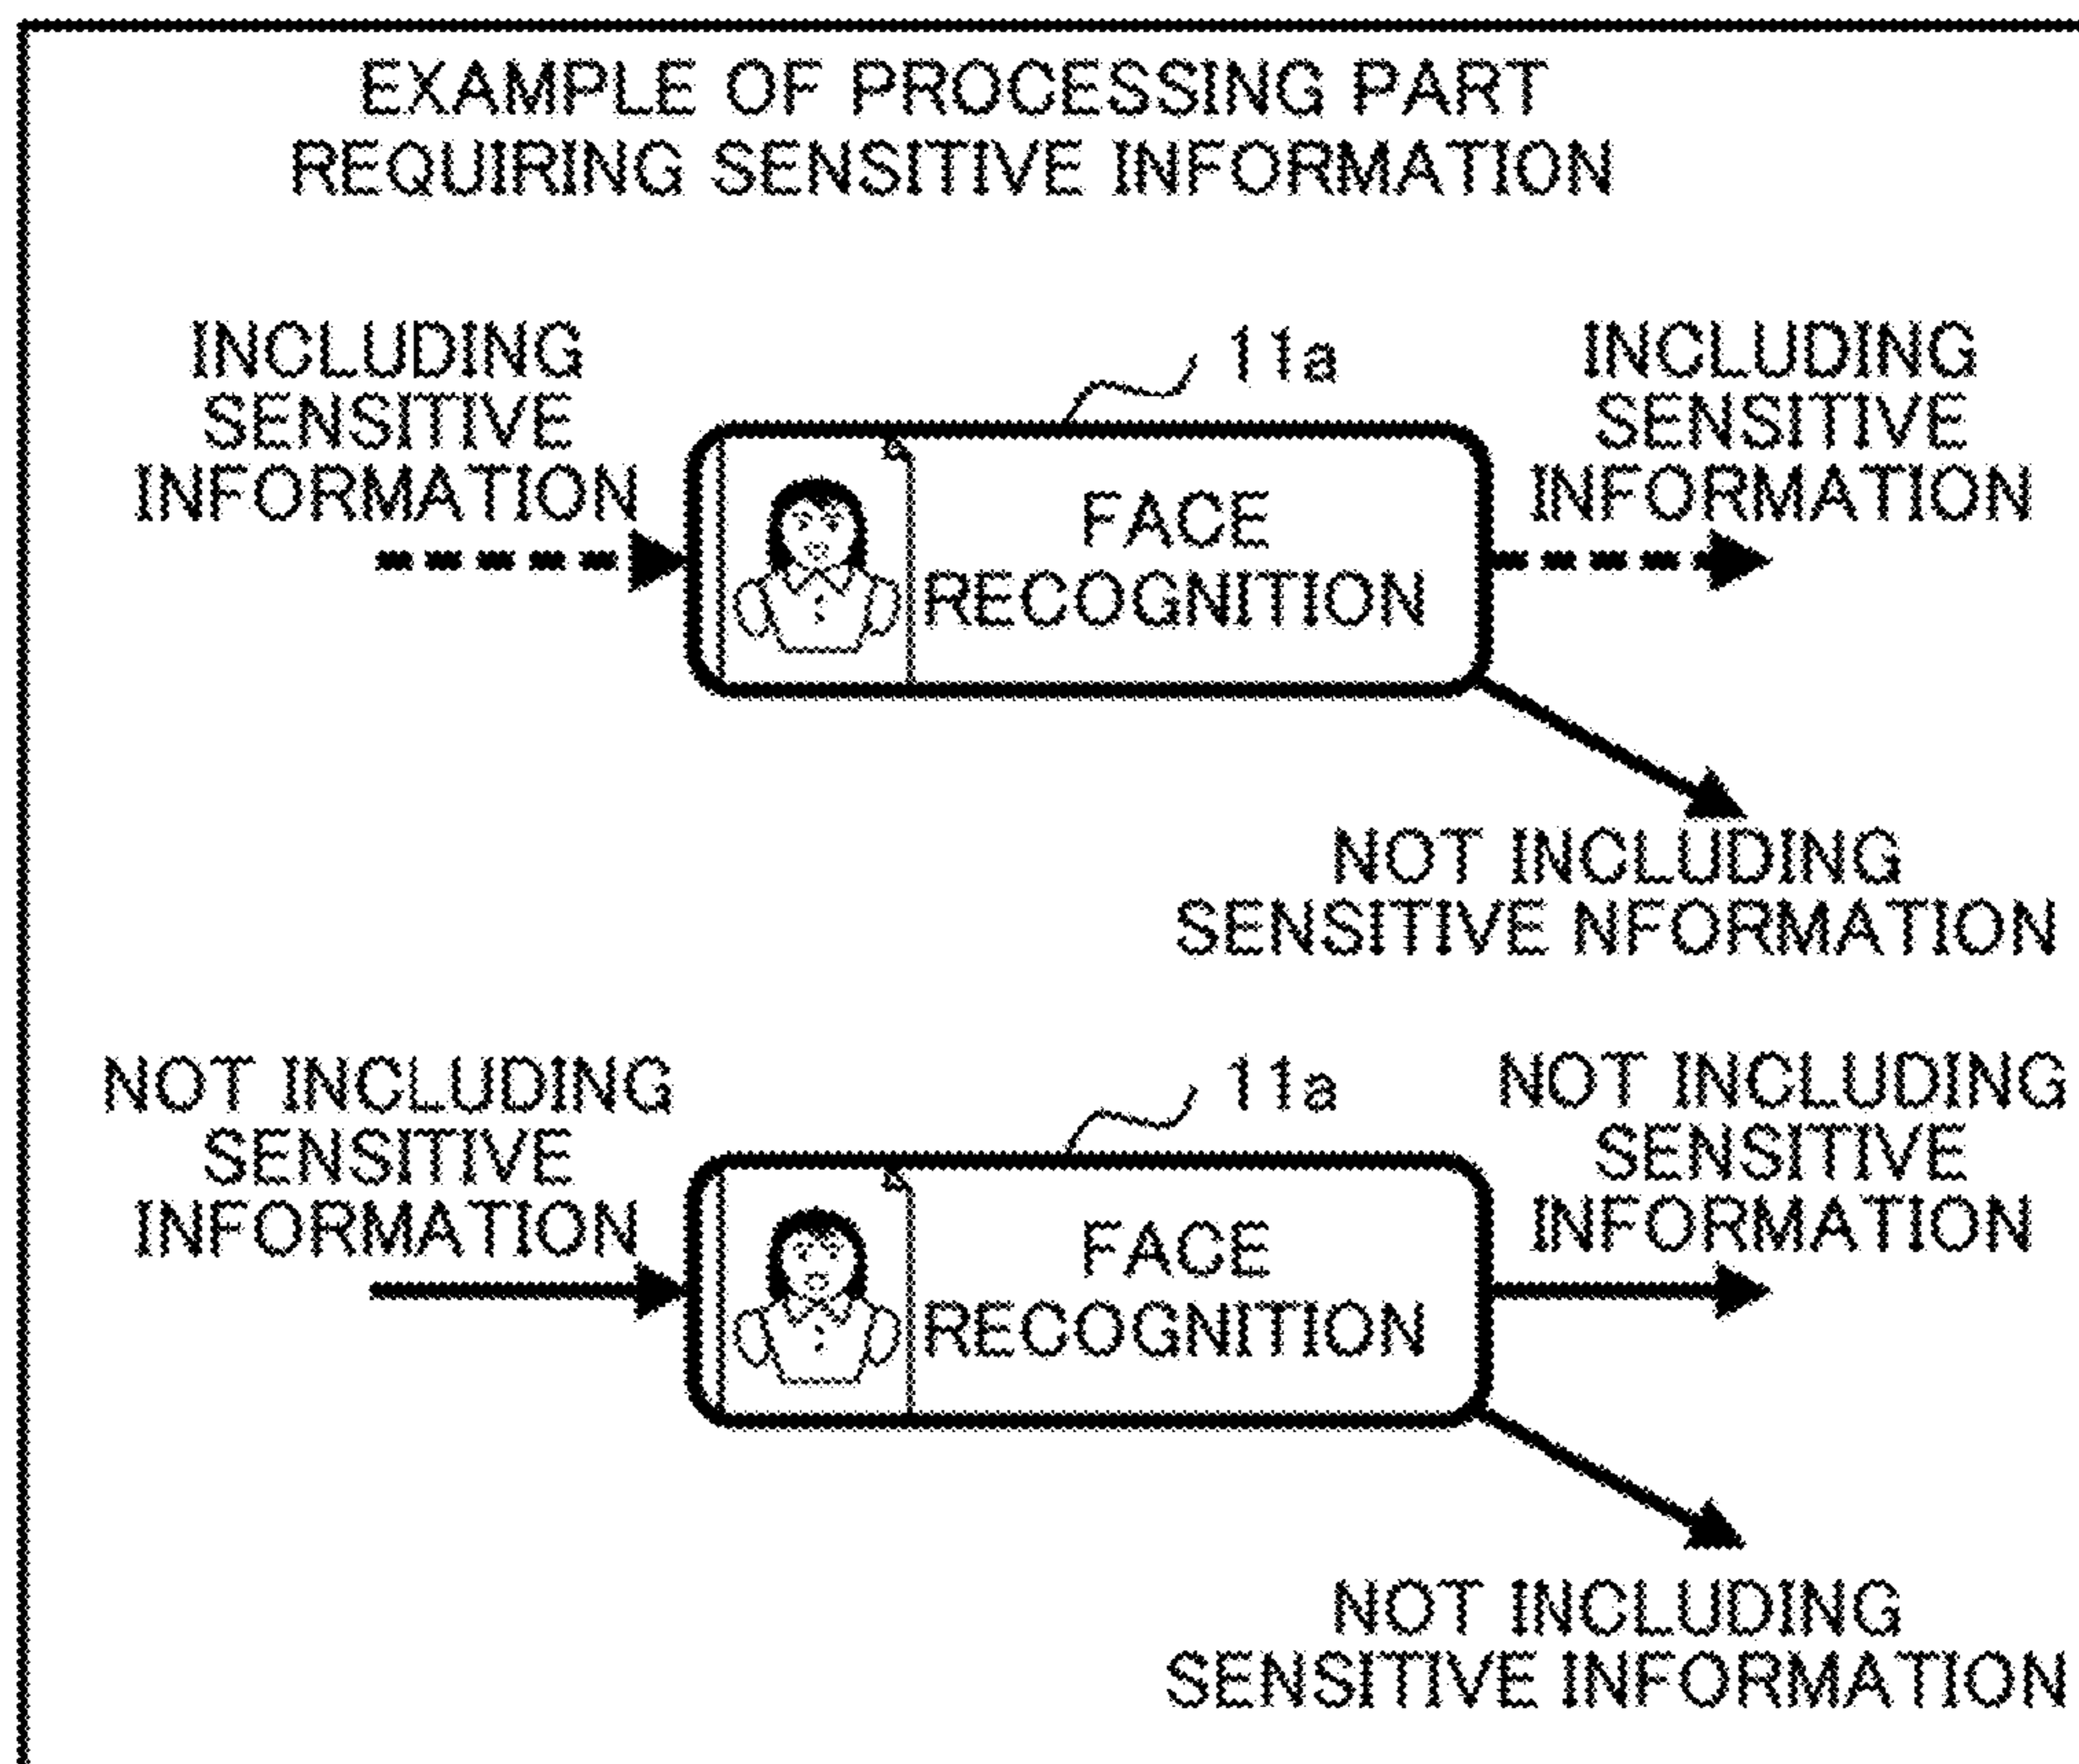 EXAMPLE OF PROCESSING PART
REQUIRING SENSITIVE INFORMATION
INCLUDING
SENSITIVE
INFORMATION
11a
FACE
RECOGNITION
INCLUDING
SENSITIVE
INFORMATION
NOT INCLUDING
SENSITIVE NFORMATION
NOT INCLUDING
SENSITIVE
INFORMATION
11a
FACE
RECOGNITION
NOT INCLUDING
SENSITIVE
INFORMATION
NOT INCLUDING
SENSITIVE INFORMATION